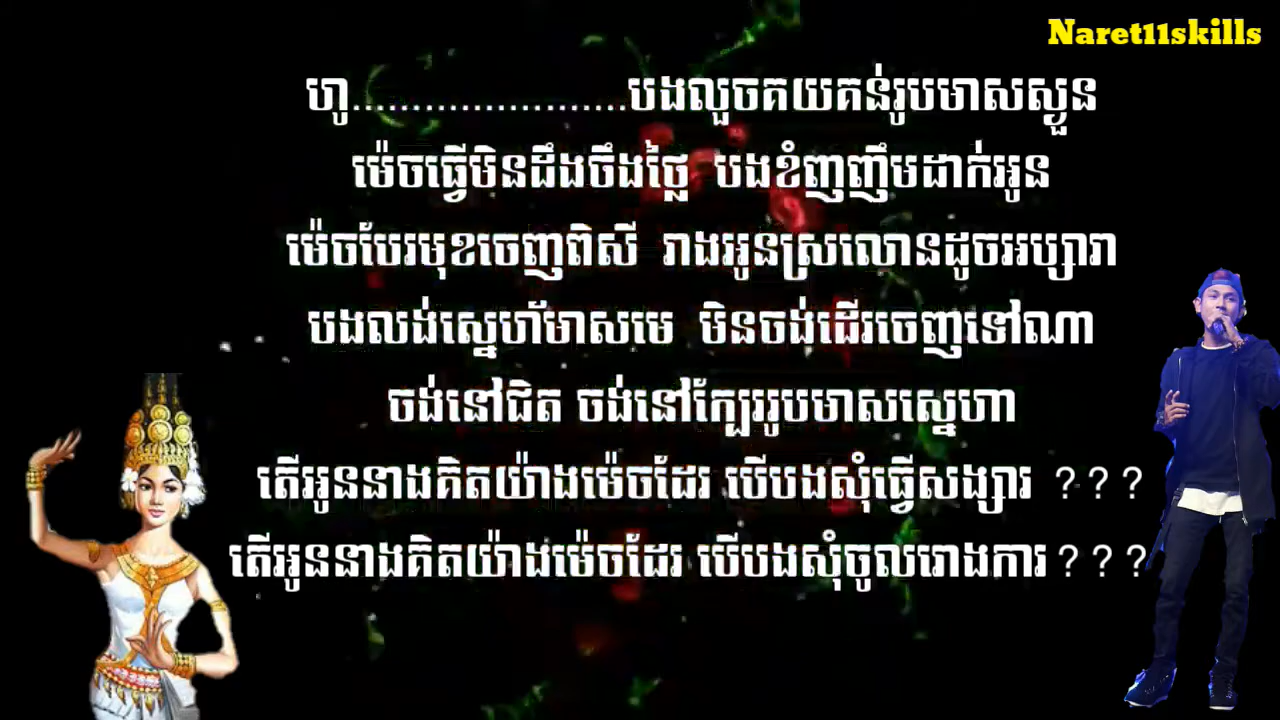 Naret11skills
ហូ.......................បងលួចគយគន់រូបមាសស្ងួន
ម៉េចធ្វើមិនដឹងចឹងថ្លៃ បងខំញញឹមដាក់អូន
ម៉េចបែរមុខចេញពិសី រាងអូនស្រលោនដូចអប្សារា
បងលង់ស្នេហ៍មាសមេ មិនចង់ដើរចេញទៅណា
ចង់នៅជិត ចង់នៅក្បែររូបមាសស្នេហា
តើអូននាងគិតយ៉ាងម៉េចដែរ បើបងសុំធ្វើសង្សារ ? ? ?
តើអូននាងគិតយ៉ាងម៉េចដែរ បើបងសុំចូលរោងការ ? ? ?